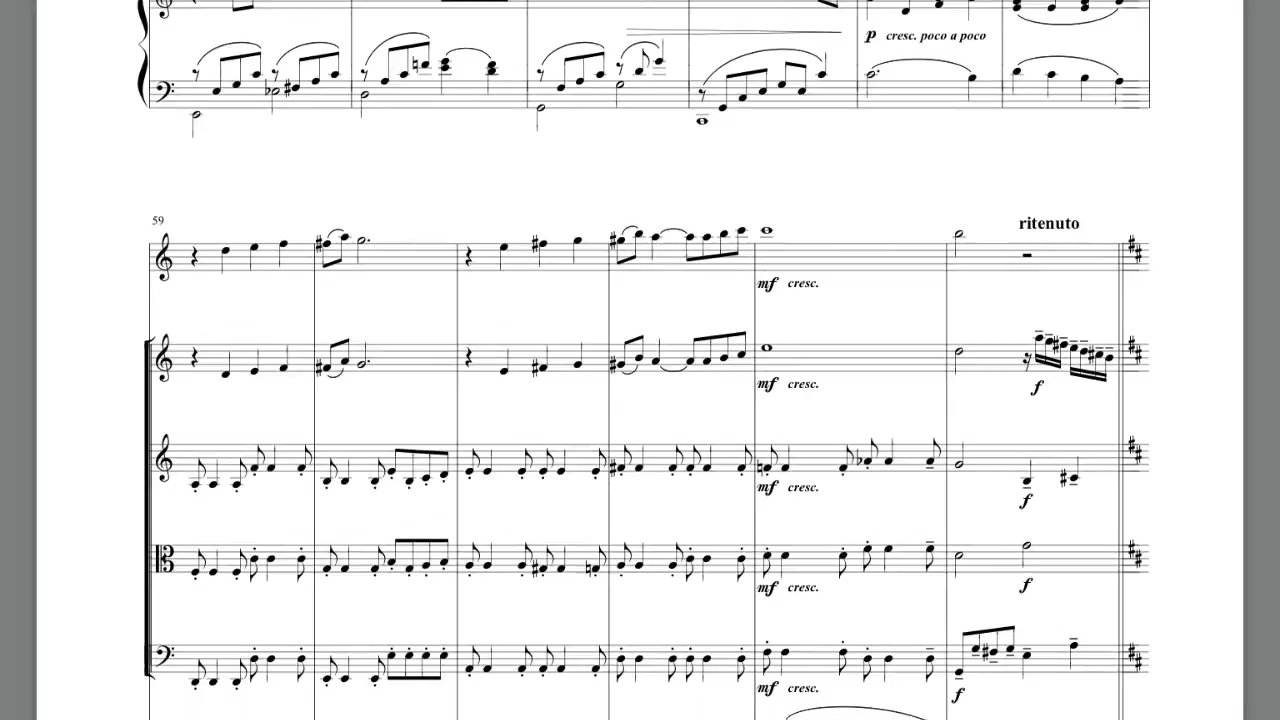 p cresc. poco a poco
59
ritenuto
mf cresc.
mf cresc.
f
mf cresc.
f
mf cresc.
f
mf cresc.
f